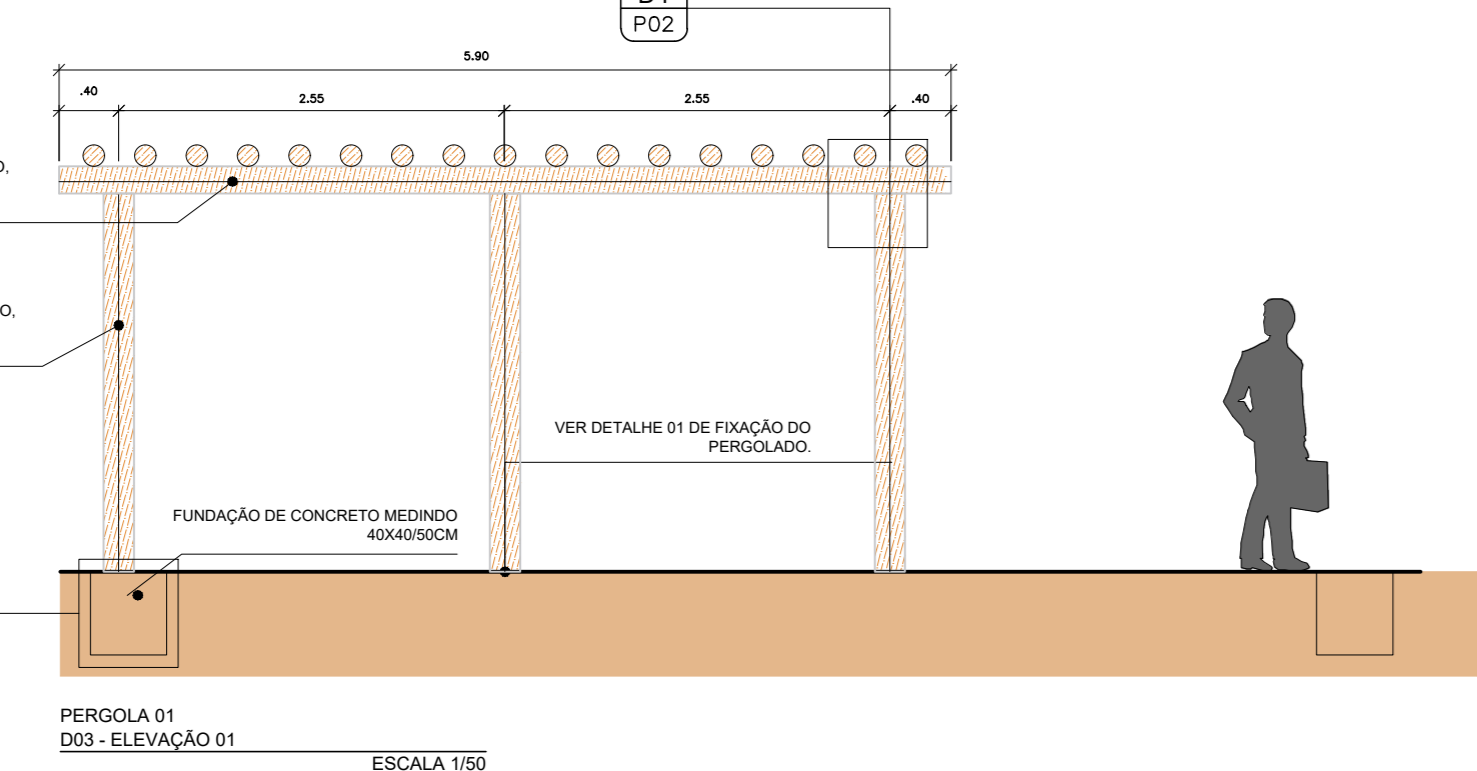 P02
5.90
.40
2.55
2.55
.40
O,
O,
VER DETALHE 01 DE FIXAÇÃO DO
PERGOLADO.
FUNDAÇÃO DE CONCRETO MEDINDO
40X40/50CM
PERGOLA 01
D03 - ELEVAÇÃO 01
ESCALA 1/50